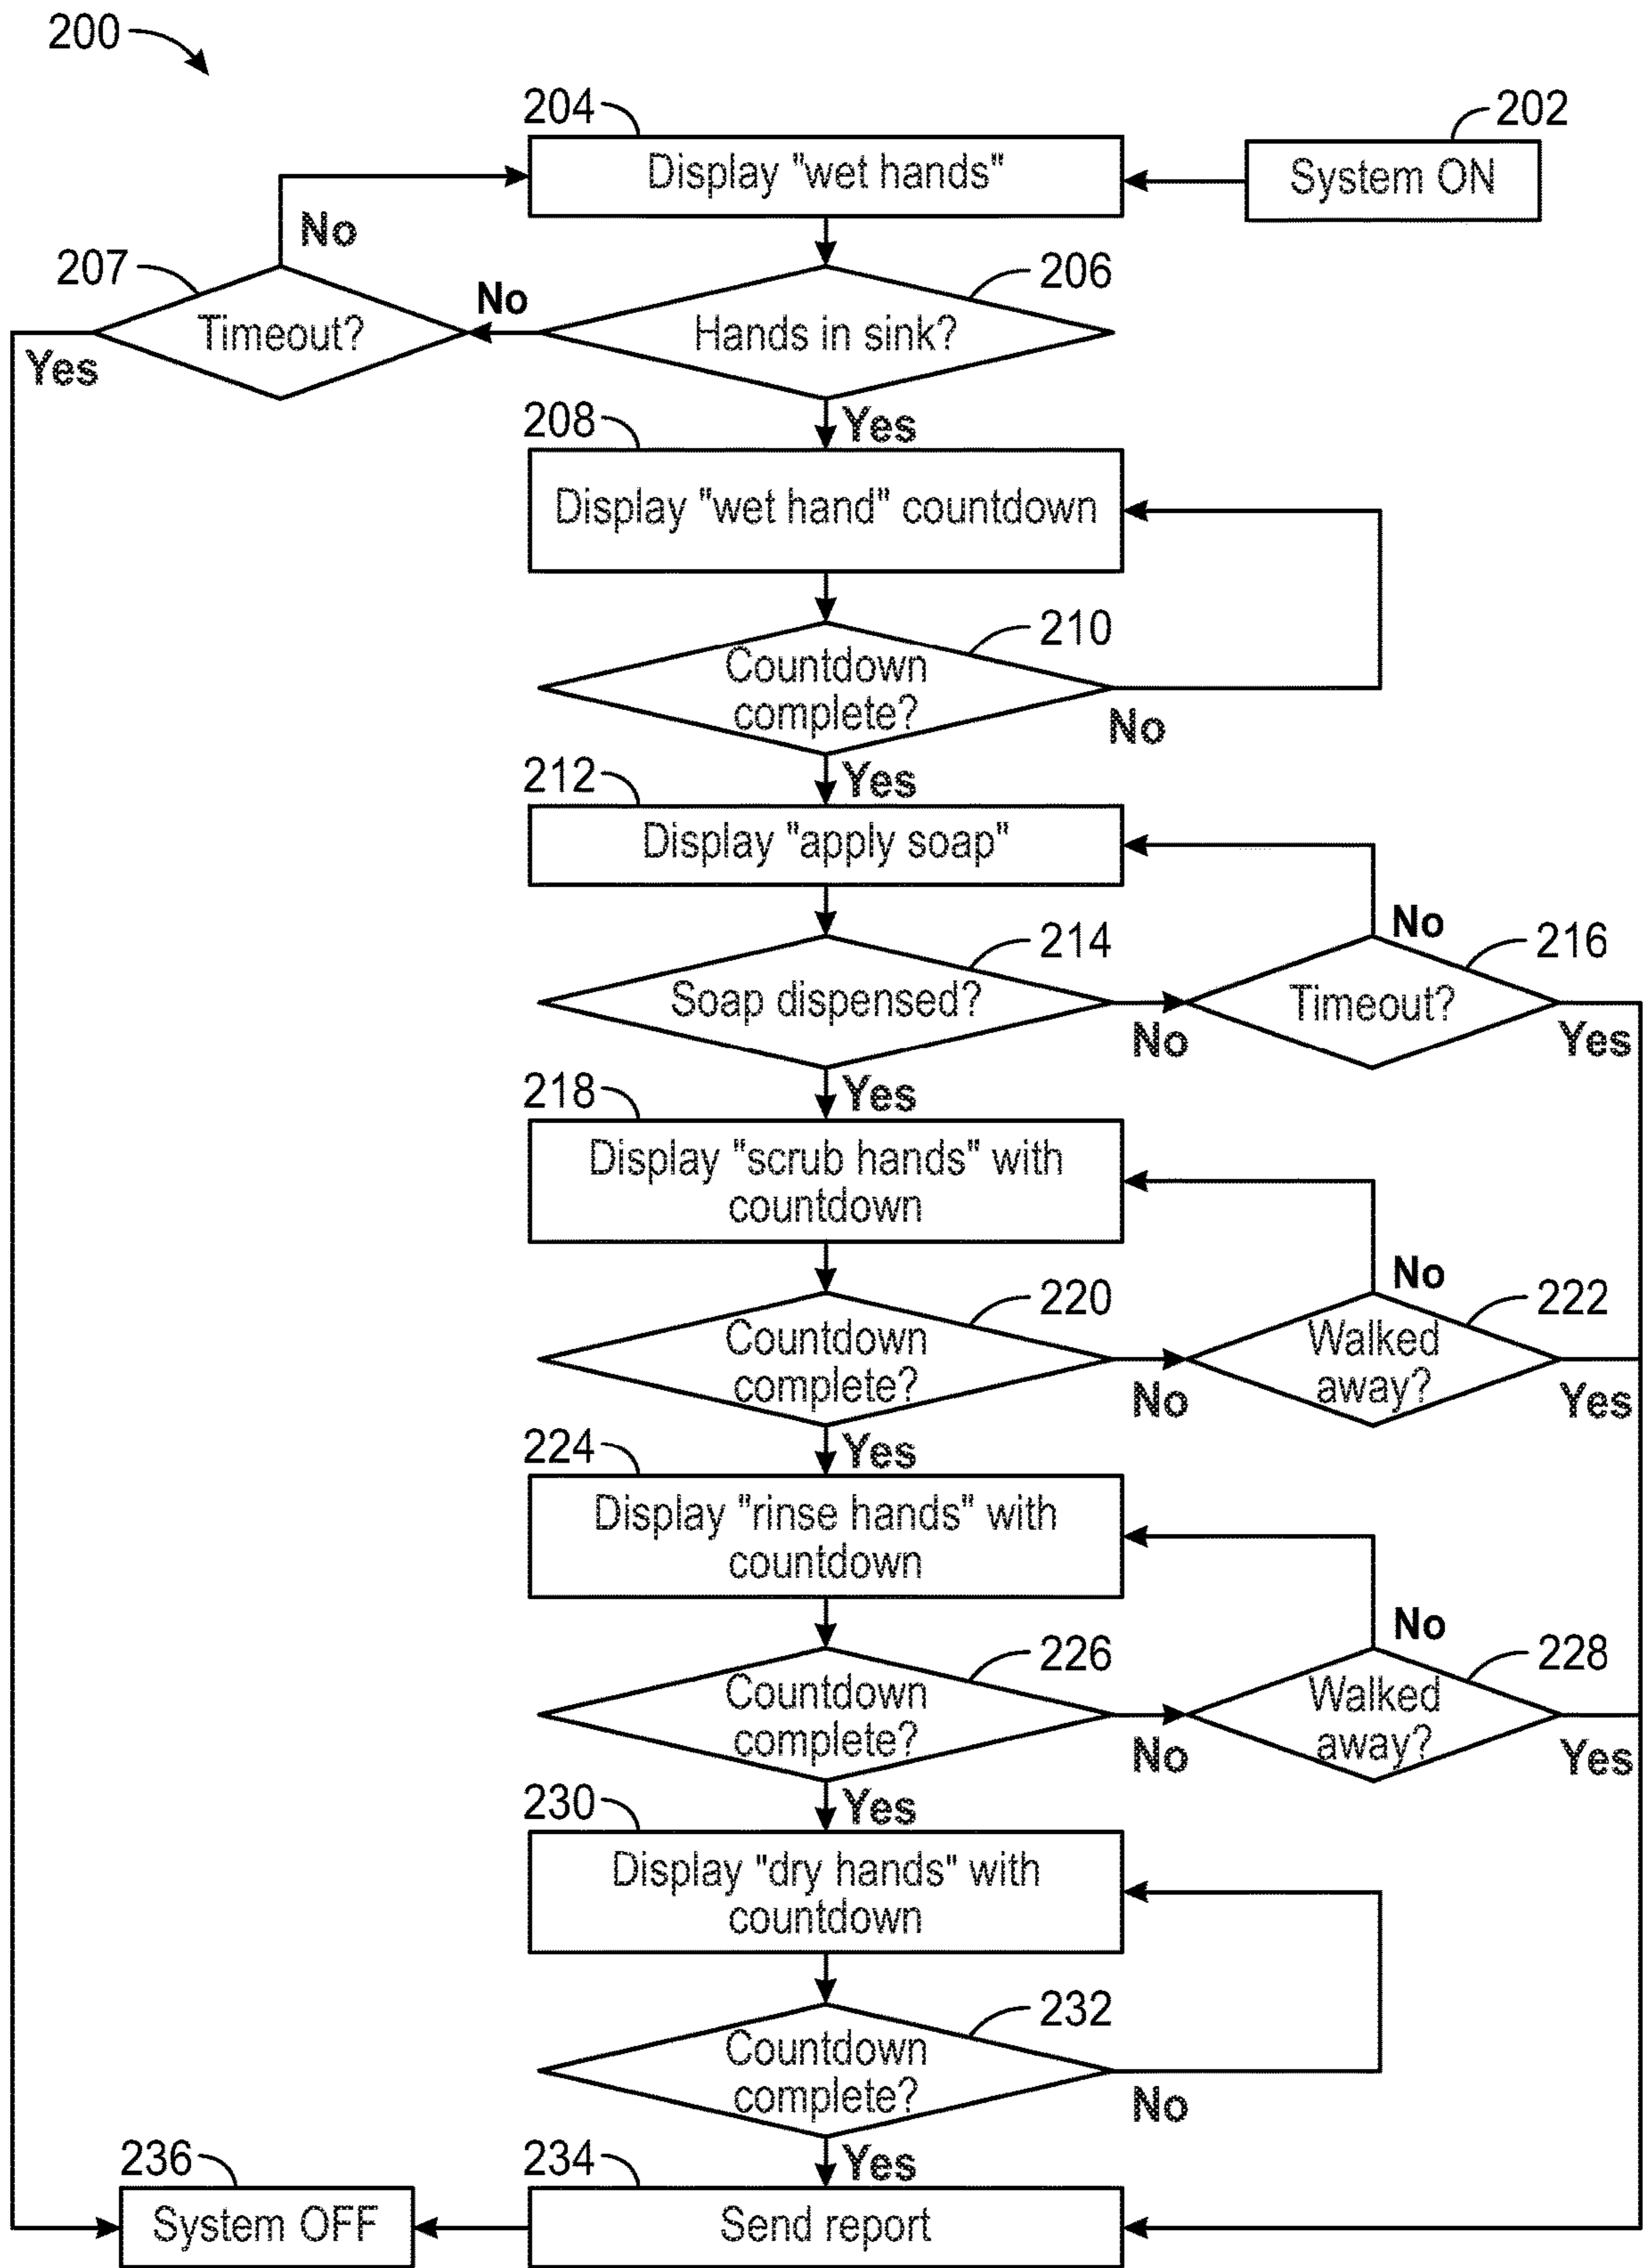 200
204
202
Display "wet hands"
System ON
No
207
206
No
Timeout?
Hands in sink?
Yes
208
Yes
Display "wet hand" countdown
210
Countdown
complete?
No
212
Yes
Display "apply soap"
No
214
216
Soap dispensed?
Timeout?
No
Yes
218
Yes
Display "scrub hands" with
countdown
No
220
222
Countdown
complete?
Walked
away?
No
Yes
224
Yes
Display "rinse hands" with
countdown
No
226
228
Countdown
complete?
Walked
away?
No
Yes
230
Yes
Display "dry hands" with
countdown
232
Countdown
complete?
No
236
234
Yes
System OFF
Send report